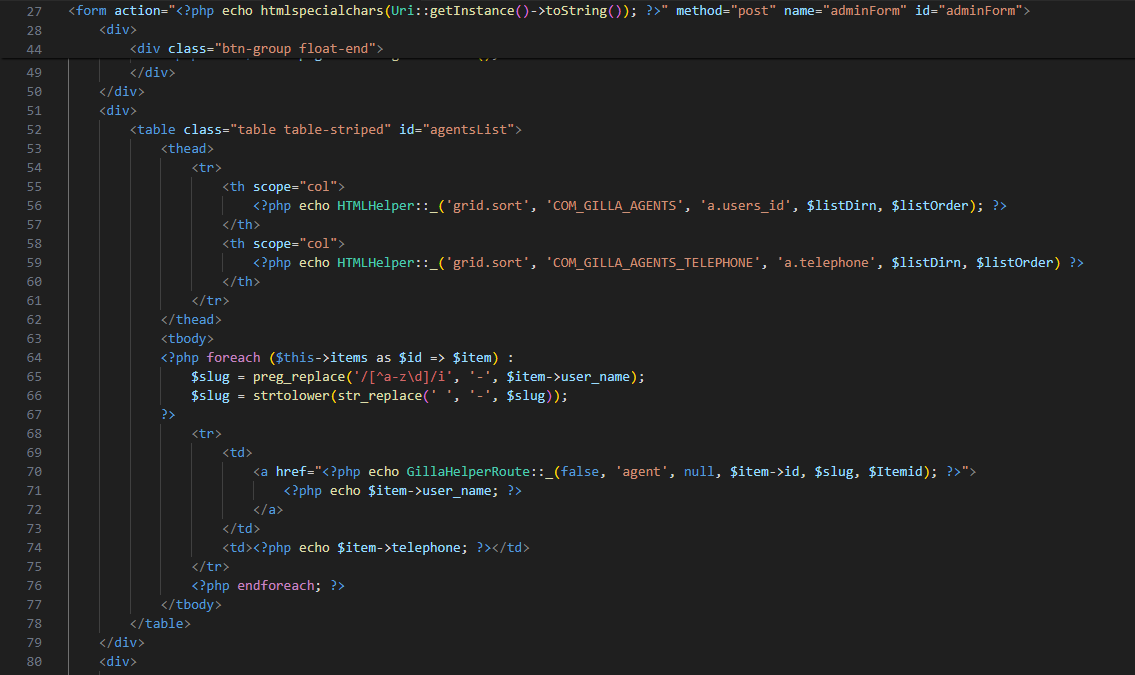 27 <form action="<?php echo htmlspecialchars(Uri::getInstance()->toString()); ?>" method="post" name="adminForm" id="adminForm">
28 <div>
44 <div class="btn-group float-end">
49 </div>
50 </div>
51 <div>
52 <table class="table table-striped" id="agentsList">
53 <thead>
54 <tr>
55 <th scope="col">
56 <?php echo HTMLHelper::_('grid.sort', 'COM_GILLA_AGENTS', 'a.users_id', $listDirn, $listOrder); ?>
57 </th>
58 <th scope="col">
59 <?php echo HTMLHelper::_('grid.sort', 'COM_GILLA_AGENTS_TELEPHONE', 'a.telephone', $listDirn, $listOrder) ?>
60 </th>
61 </tr>
62 </thead>
63 <tbody>
64 <?php foreach ($this->items as $id => $item) :
65 $slug = preg_replace('/[^a-z\d]/i', '-', $item->user_name);
66 $slug = strtolower(str_replace(' ', '-', $slug));
67 ?>
68 <tr>
69 <td>
70 <a href="<?php echo GillaHelperRoute::_(false, 'agent', null, $item->id, $slug, $Itemid); ?>">
71 <?php echo $item->user_name; ?>
72 </a>
73 </td>
74 <td><?php echo $item->telephone; ?></td>
75 </tr>
76 <?php endforeach; ?>
77 </tbody>
78 </table>
79 </div>
80 <div>